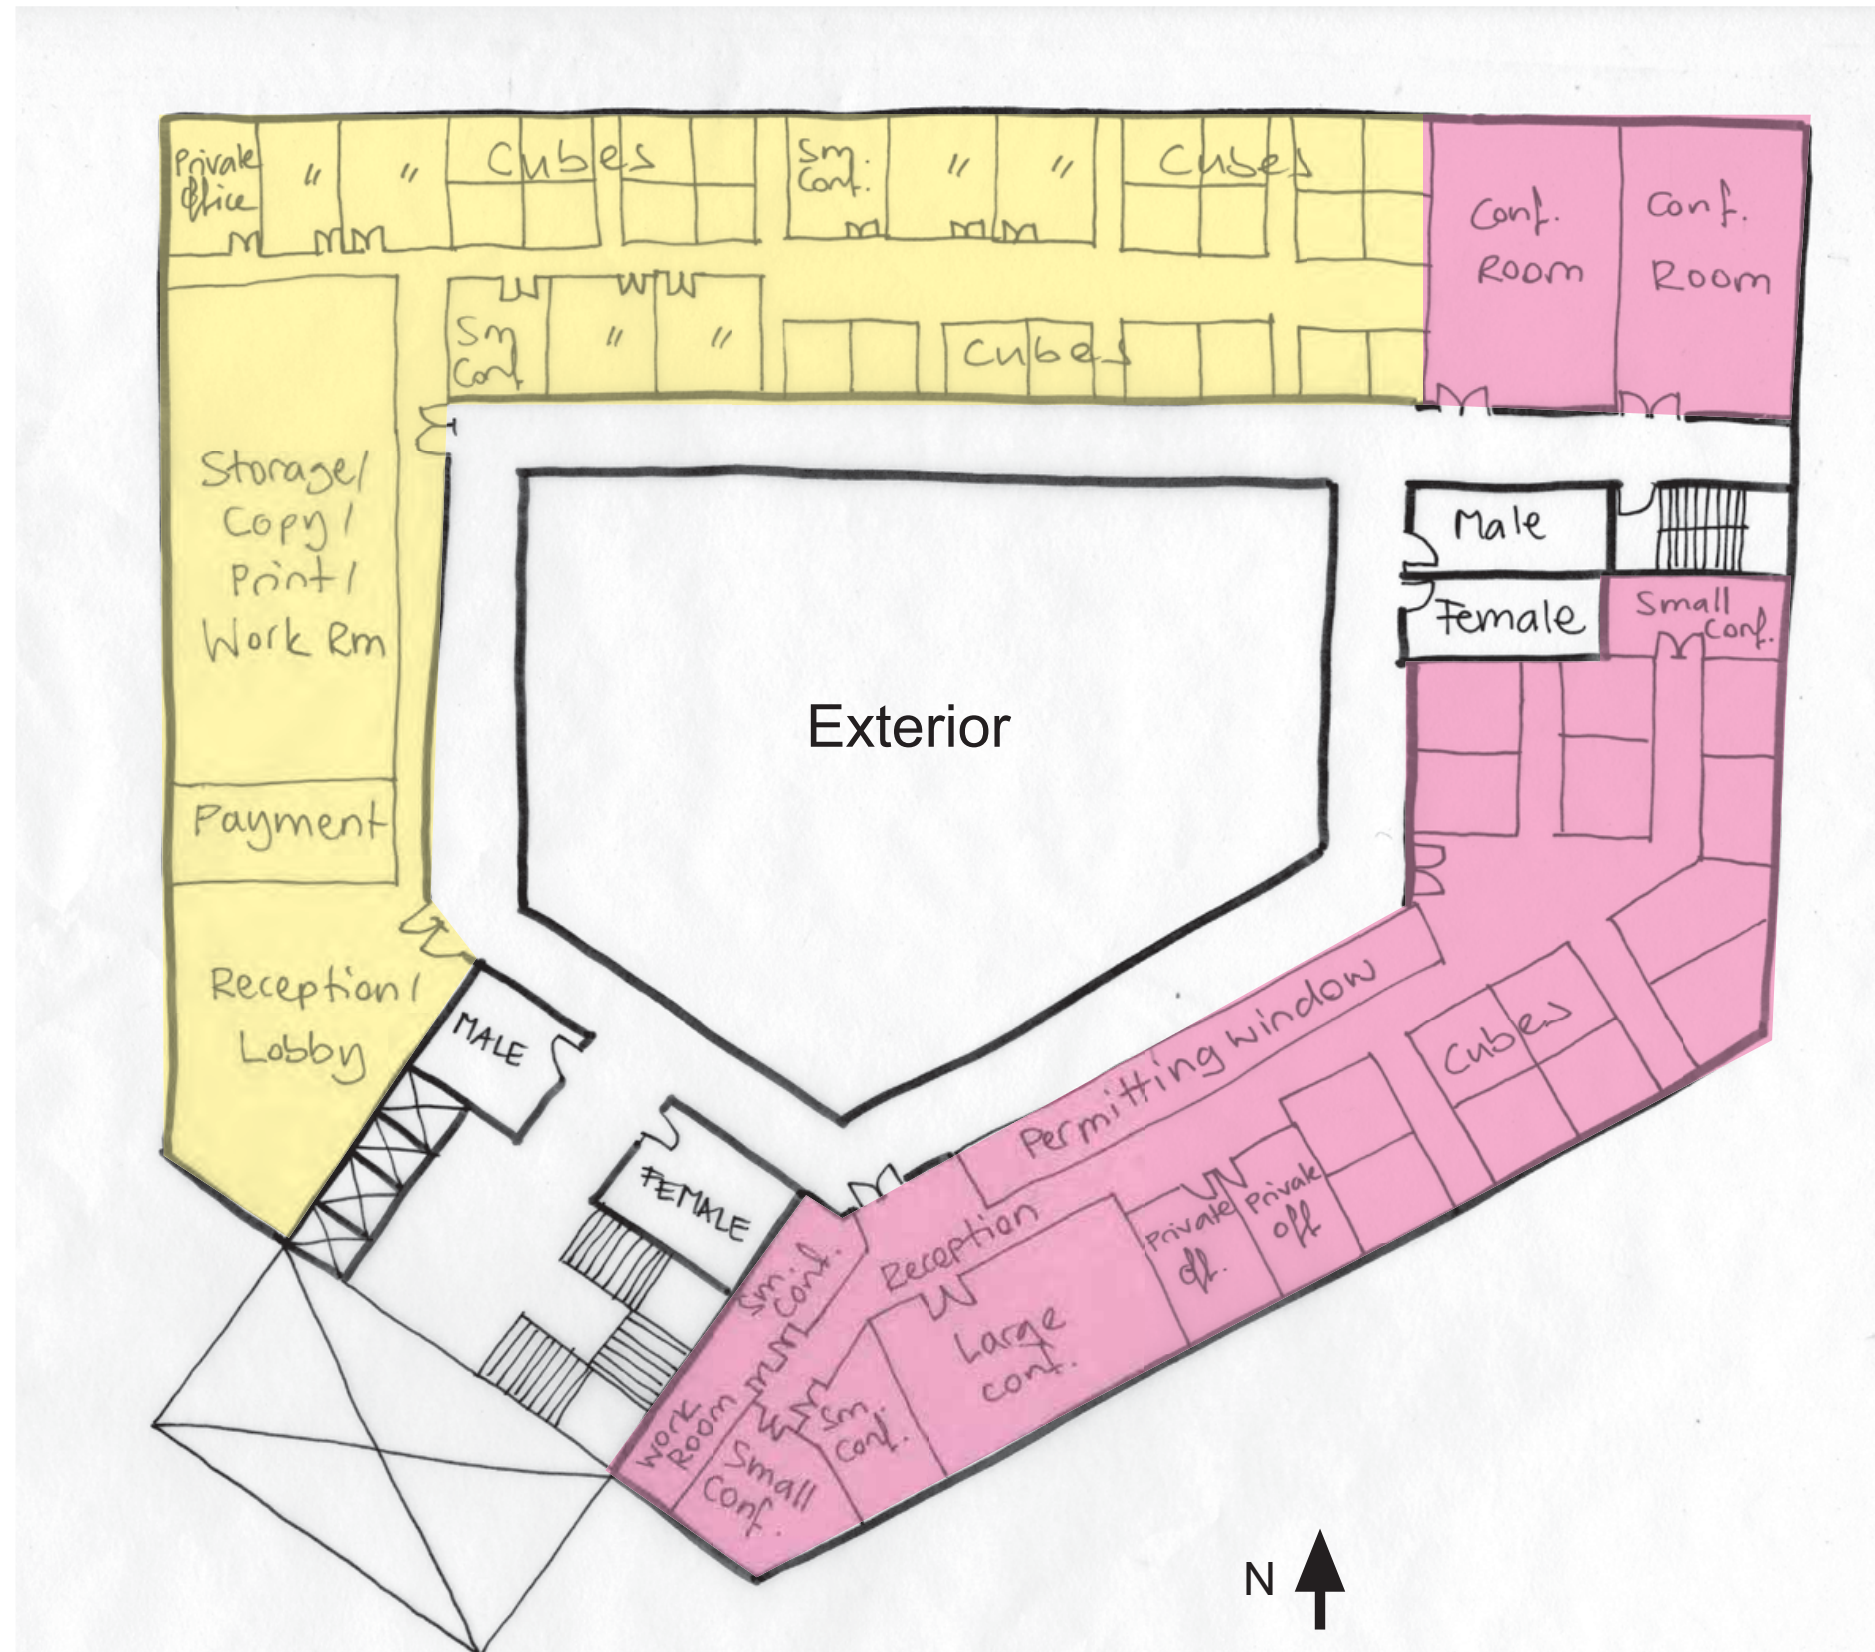 Private
Office
"
"
Cubes
Sm.
Conf.
"
"
Cubes
Conf.
Room
Conf.
Room
Sm
Conf
"
"
Cubes
Storage/
Copy/
Print/
Work Rm
Payment
Reception/
Lobby
Exterior
Male
Female
Small
Conf.
MALE
FEMALE
Permitting window
Cubes
Reception
Private
off.
Private
off
Sm.
Conf.
Large
conf.
Work
Room
Small
Conf.
Sm.
Conf.
N